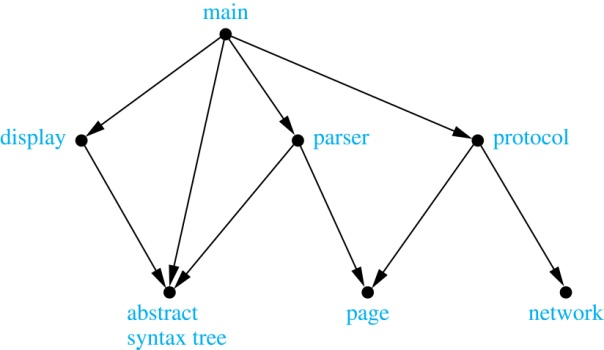 main
display
parser
protocol
abstract
syntax tree
page
network